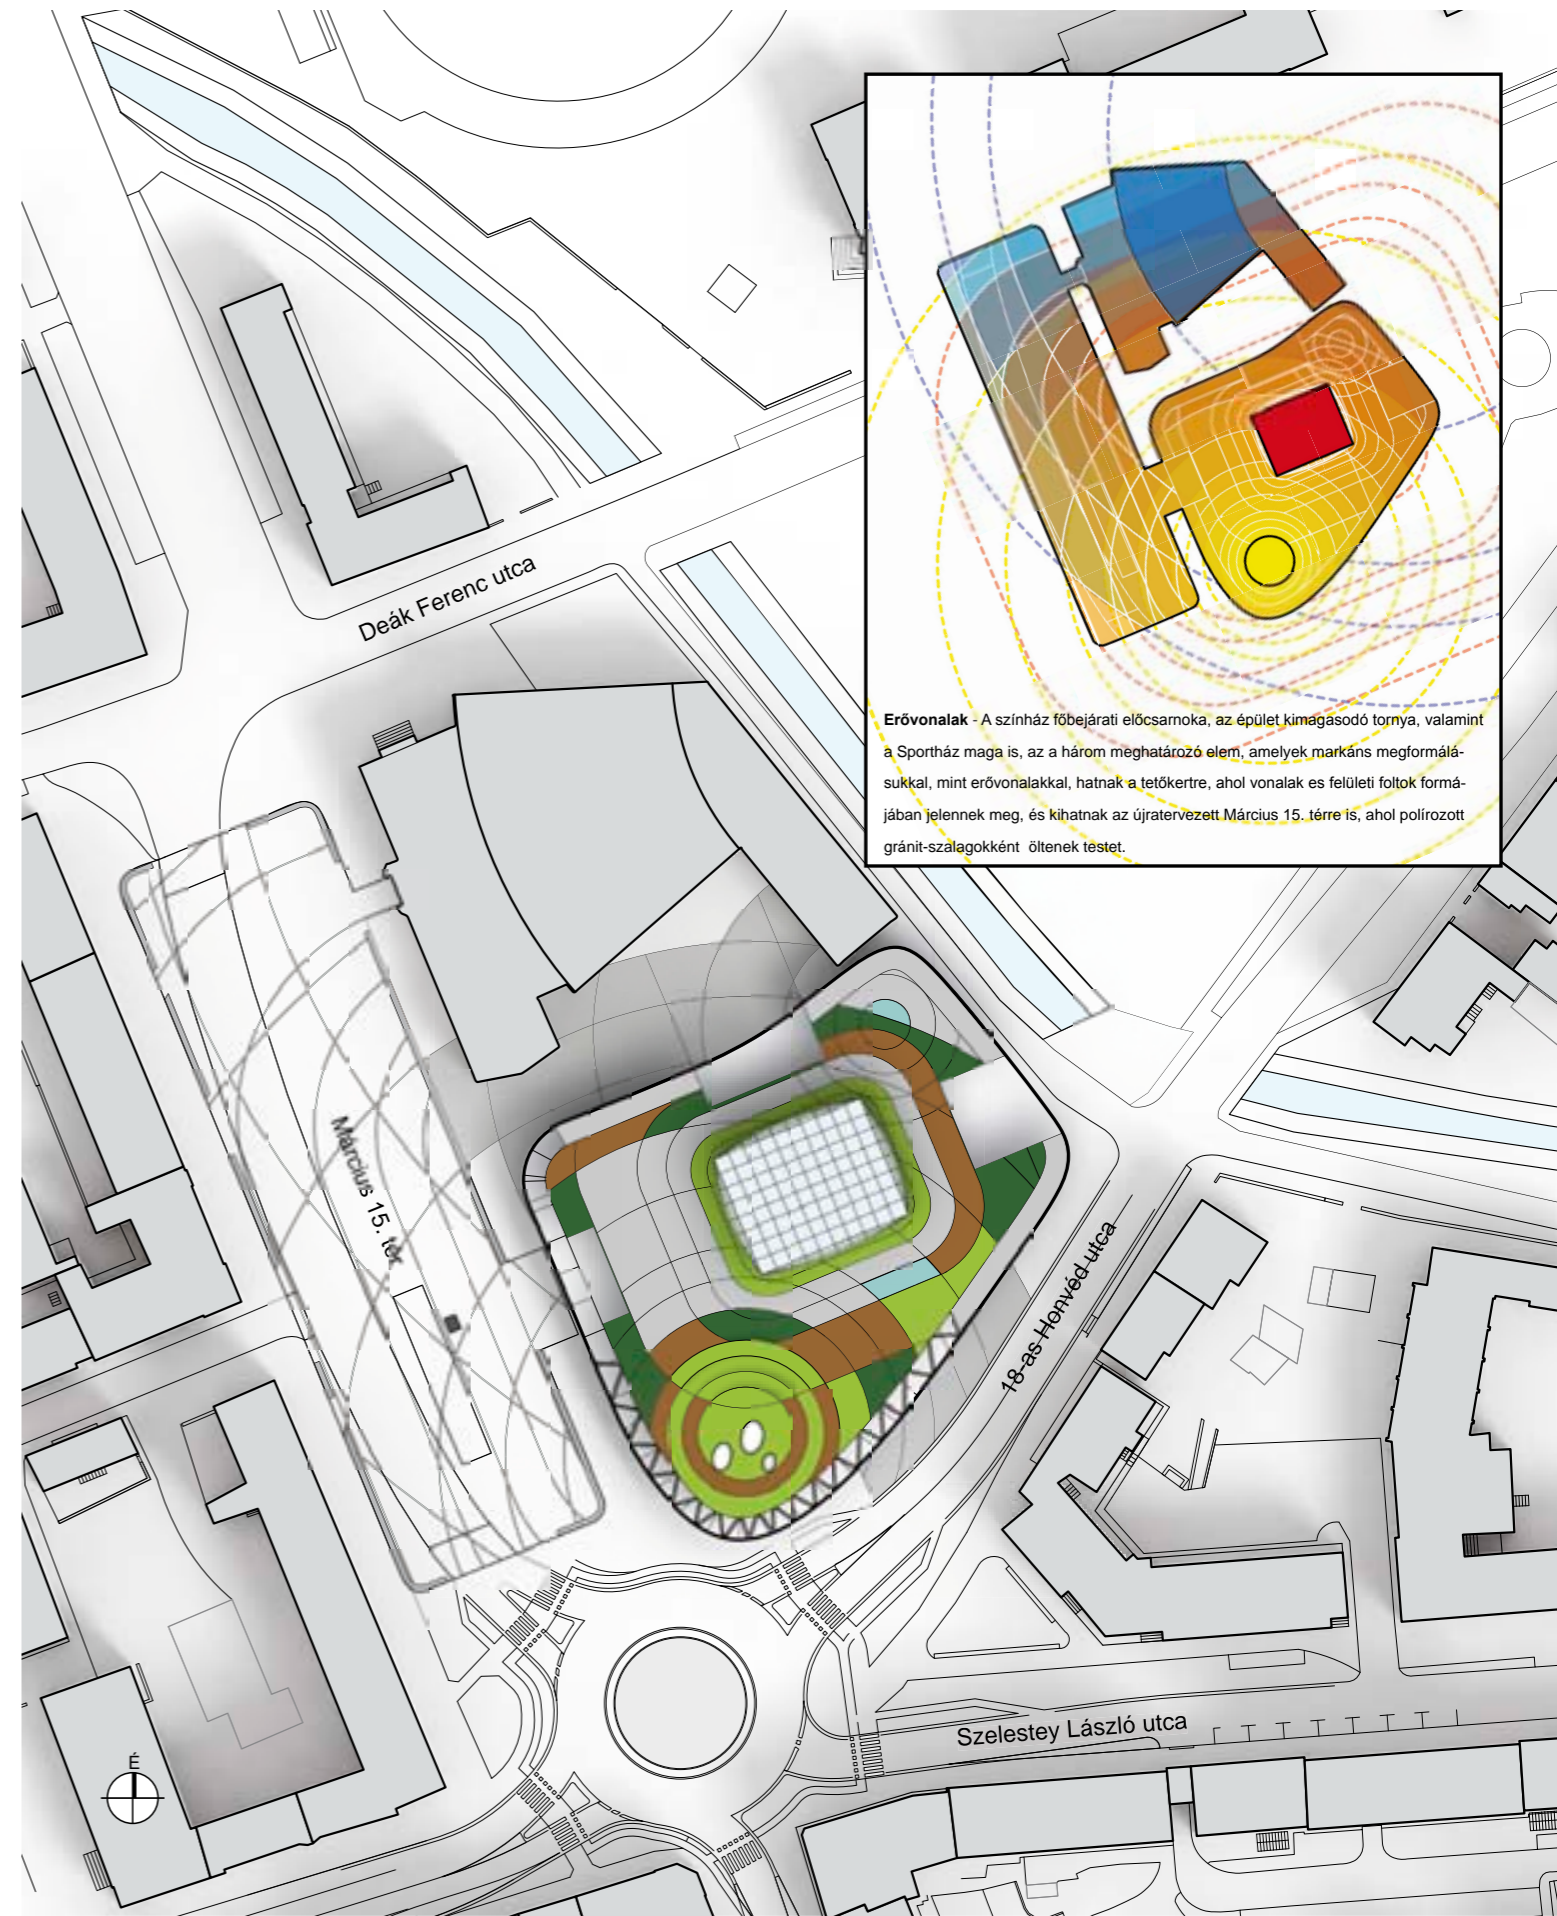 Deák Ferenc utca
Erővonalak - A színház főbejárati előcsarnoka, az épület kimagasodó tornya, valamint
a Sportház maga is, az a három meghatározó elem, amelyek markáns megformálá-
sukkal, mint erővonalakkal, hatnak a tetőkertre, ahol vonalak es felületi foltok formá-
jában jelennek meg, és kihatnak az újratervezett Március 15. térre is, ahol polírozott
gránit-szalagokként öltenek testet.
Március 15. tér
18-as Honvéd utca
Szelestey László utca
É